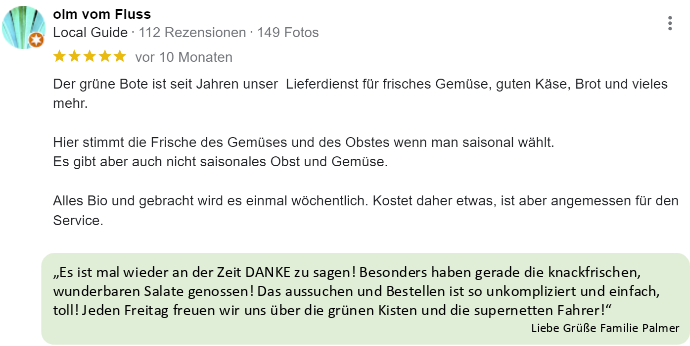 olm vom Fluss
Local Guide · 112 Rezensionen · 149 Fotos
vor 10 Monaten
Der grüne Bote ist seit Jahren unser  Lieferdienst für frisches Gemüse, guten Käse, Brot und vieles
mehr.
Hier stimmt die Frische des Gemüses und des Obstes wenn man saisonal wählt.
Es gibt aber auch nicht saisonales Obst und Gemüse.
Alles Bio und gebracht wird es einmal wöchentlich. Kostet daher etwas, ist aber angemessen für den
Service.
„Es ist mal wieder an der Zeit DANKE zu sagen! Besonders haben gerade die knackfrischen,
wunderbaren Salate genossen! Das aussuchen und Bestellen ist so unkompliziert und einfach,
toll! Jeden Freitag freuen wir uns über die grünen Kisten und die supernetten Fahrer!“
Liebe Grüße Familie Palmer